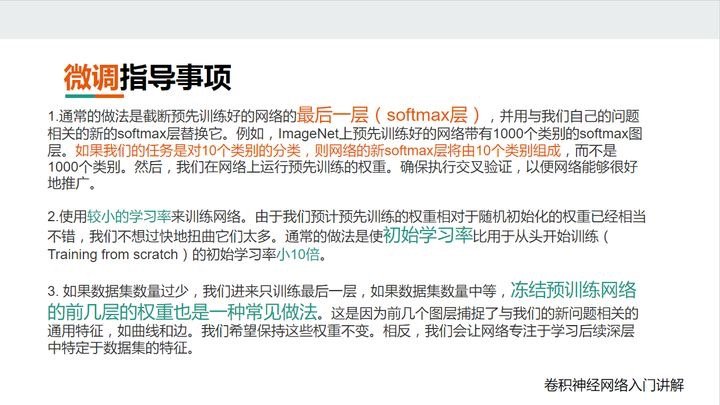 微调指导事项
1.通常的做法是截断预先训练好的网络的最后一层（softmax层），并用与我们自己的问题
相关的新的softmax层替换它。例如，ImageNet上预先训练好的网络带有1000个类别的softmax图
层。如果我们的任务是对10个类别的分类，则网络的新softmax层将由10个类别组成，而不是
1000个类别。然后，我们在网络上运行预先训练的权重。确保执行交叉验证，以便网络能够很好
地推广。
2.使用较小的学习率来训练网络。由于我们预计预先训练的权重相对于随机初始化的权重已经相当
不错，我们不想过快地扭曲它们太多。通常的做法是使初始学习率比用于从头开始训练（
Training from scratch）的初始学习率小10倍。
3. 如果数据集数量过少，我们进来只训练最后一层，如果数据集数量中等，冻结预训练网络
的前几层的权重也是一种常见做法。这是因为前几个图层捕捉了与我们的新问题相关的
通用特征，如曲线和边。我们希望保持这些权重不变。相反，我们会让网络专注于学习后续深层
中特定于数据集的特征。
卷积神经网络入门讲解